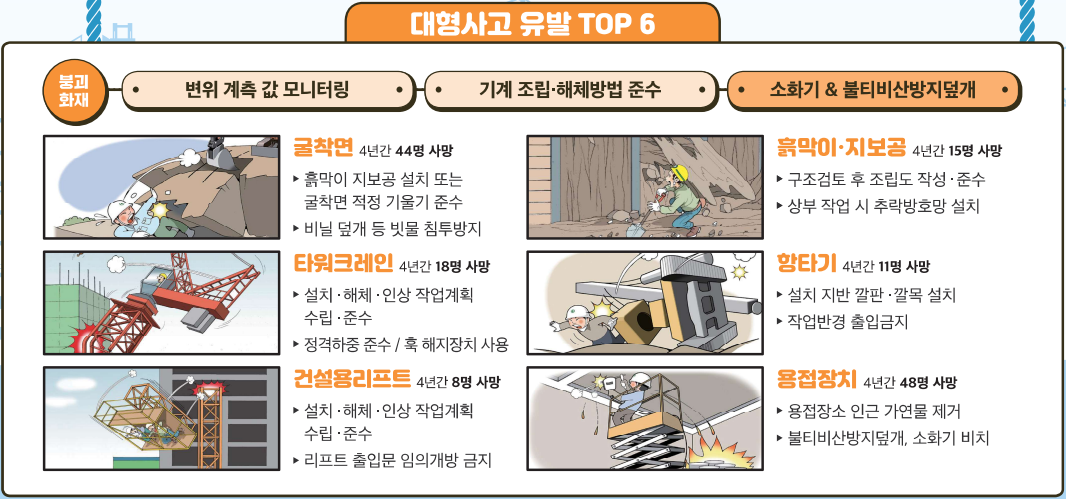 대형사고 유발 TOP 6
붕괴
화재
변위 계측 값 모니터링
기계 조립·해체방법 준수
소화기 & 불티비산방지덮개
굴착면 4년간 44명 사망
▸ 흙막이 지보공 설치 또는
굴착면 적정 기울기 준수
▸ 비닐 덮개 등 빗물 침투방지
흙막이·지보공 4년간 15명 사망
▸ 구조검토 후 조립도 작성·준수
▸ 상부 작업 시 추락방호망 설치
타워크레인 4년간 18명 사망
▸ 설치·해체·인상 작업계획
수립·준수
▸ 정격하중 준수 / 훅 해지장치 사용
항타기 4년간 11명 사망
▸ 설치 지반 깔판·깔목 설치
▸ 작업반경 출입금지
건설용리프트 4년간 8명 사망
▸ 설치·해체·인상 작업계획
수립·준수
▸ 리프트 출입문 임의개방 금지
용접장치 4년간 48명 사망
▸ 용접장소 인근 가연물 제거
▸ 불티비산방지덮개, 소화기 비치